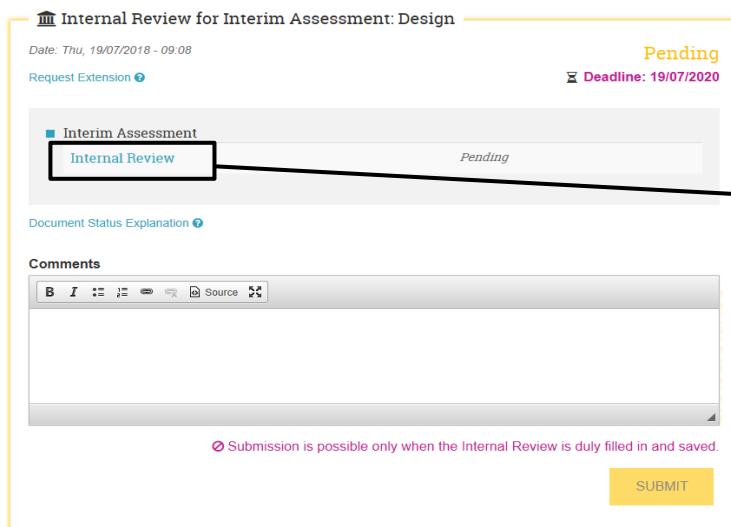 Internal Review for Interim Assessment: Design
Date: Thu, 19/07/2018 - 09:08
Pending
Request Extension
Deadline: 19/07/2020
Interim Assessment
Internal Review
Pending
Document Status Explanation
Comments
B I Source
Submission is possible only when the Internal Review is duly filled in and saved.
SUBMIT